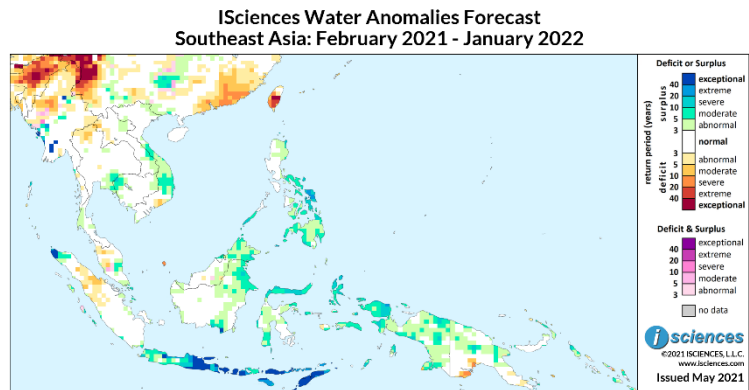 ISciences Water Anomalies Forecast
Southeast Asia: February 2021 - January 2022
Deficit or Surplus
return period (years)
surplus
deficit
40
20
10
5
3
exceptional
extreme
severe
moderate
abnormal
normal
3
5
10
20
40
abnormal
moderate
severe
extreme
exceptional
Deficit & Surplus
40
20
10
5
3
exceptional
extreme
severe
moderate
abnormal
no data
isciences
©2021 ISCIENCES, L.L.C.
www.isciences.com
Issued May 2021